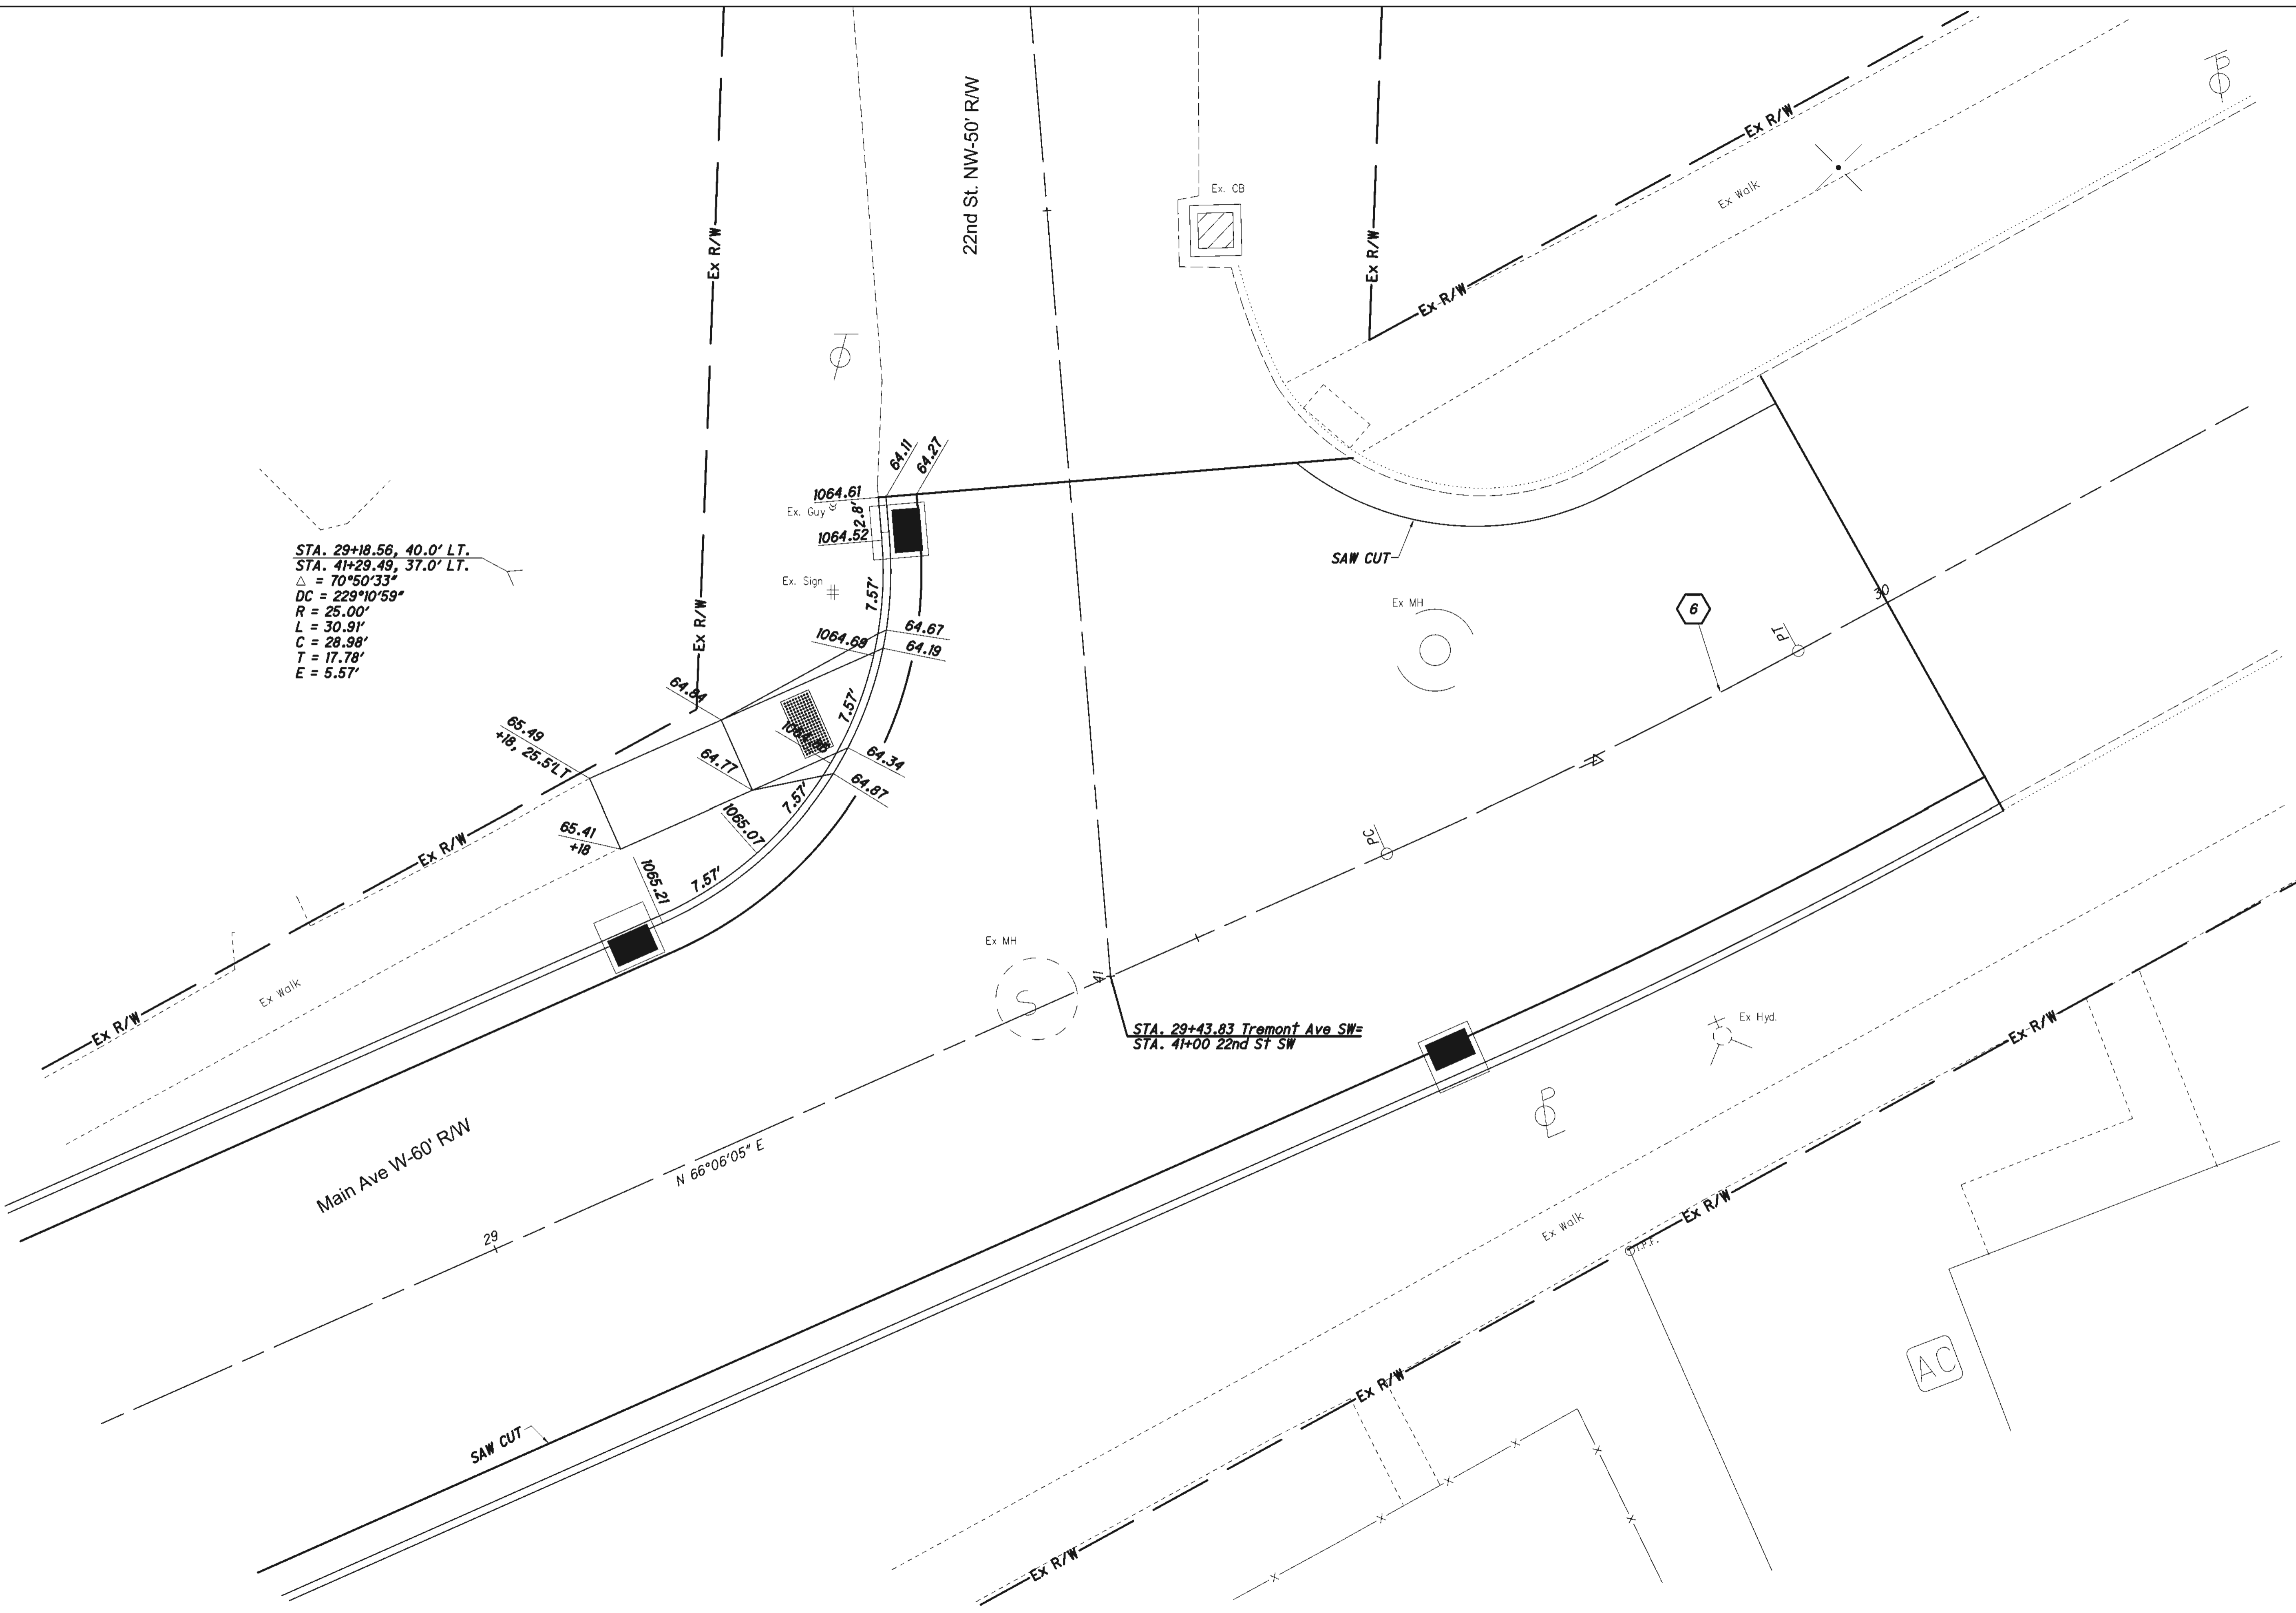 22nd St. NW-50' R/W
Ex R/W
Ex R/W
Ex R/W
Ex R/W
Ex R/W
Ex. CB
Ex Walk
64.11
64.27
1064.61
Ex. Guy
2.8'
1064.52
Ex. Sign
7.57'
1064.69
64.67
64.19
64.84
7.57'
65.49
+18, 25.5'LT
64.77
64.34
64.87
7.57'
1065.07
65.41
+18
1065.21
7.57'
STA. 29+18.56, 40.0' LT.
STA. 41+29.49, 37.0' LT.
△ = 70°50'33"
DC = 229°10'59"
R = 25.00'
L = 30.91'
C = 28.98'
T = 17.78'
E = 5.57'
SAW CUT
Ex MH
6
30
PT
PC
Ex R/W
Ex R/W
Ex Walk
Ex MH
S
41
STA. 29+43.83 Tremont Ave SW=
STA. 41+00 22nd St SW
Ex Hyd.
Ex R/W
Main Ave W-60' R/W
N 66°06'05" E
29
Ex Walk
Ex R/W
I.P.F.
AC
Ex R/W
SAW CUT
Ex R/W